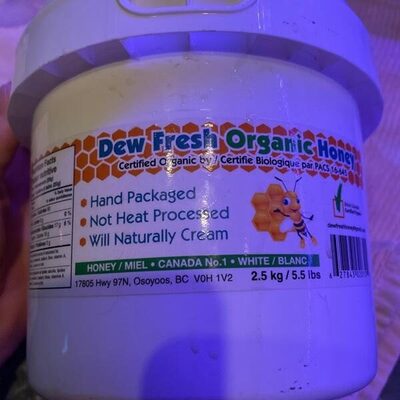 Dew Fresh Organic Honey
Certified Organic by / Certifie Biologique par PACS 16-645
• Hand Packaged
• Not Heat Processed
• Will Naturally Cream
HONEY / MIEL • CANADA No.1 • WHITE / BLANC
17805 Hwy 97N, Osoyoos, BC V0H 1V2
2.5 kg / 5.5 lbs